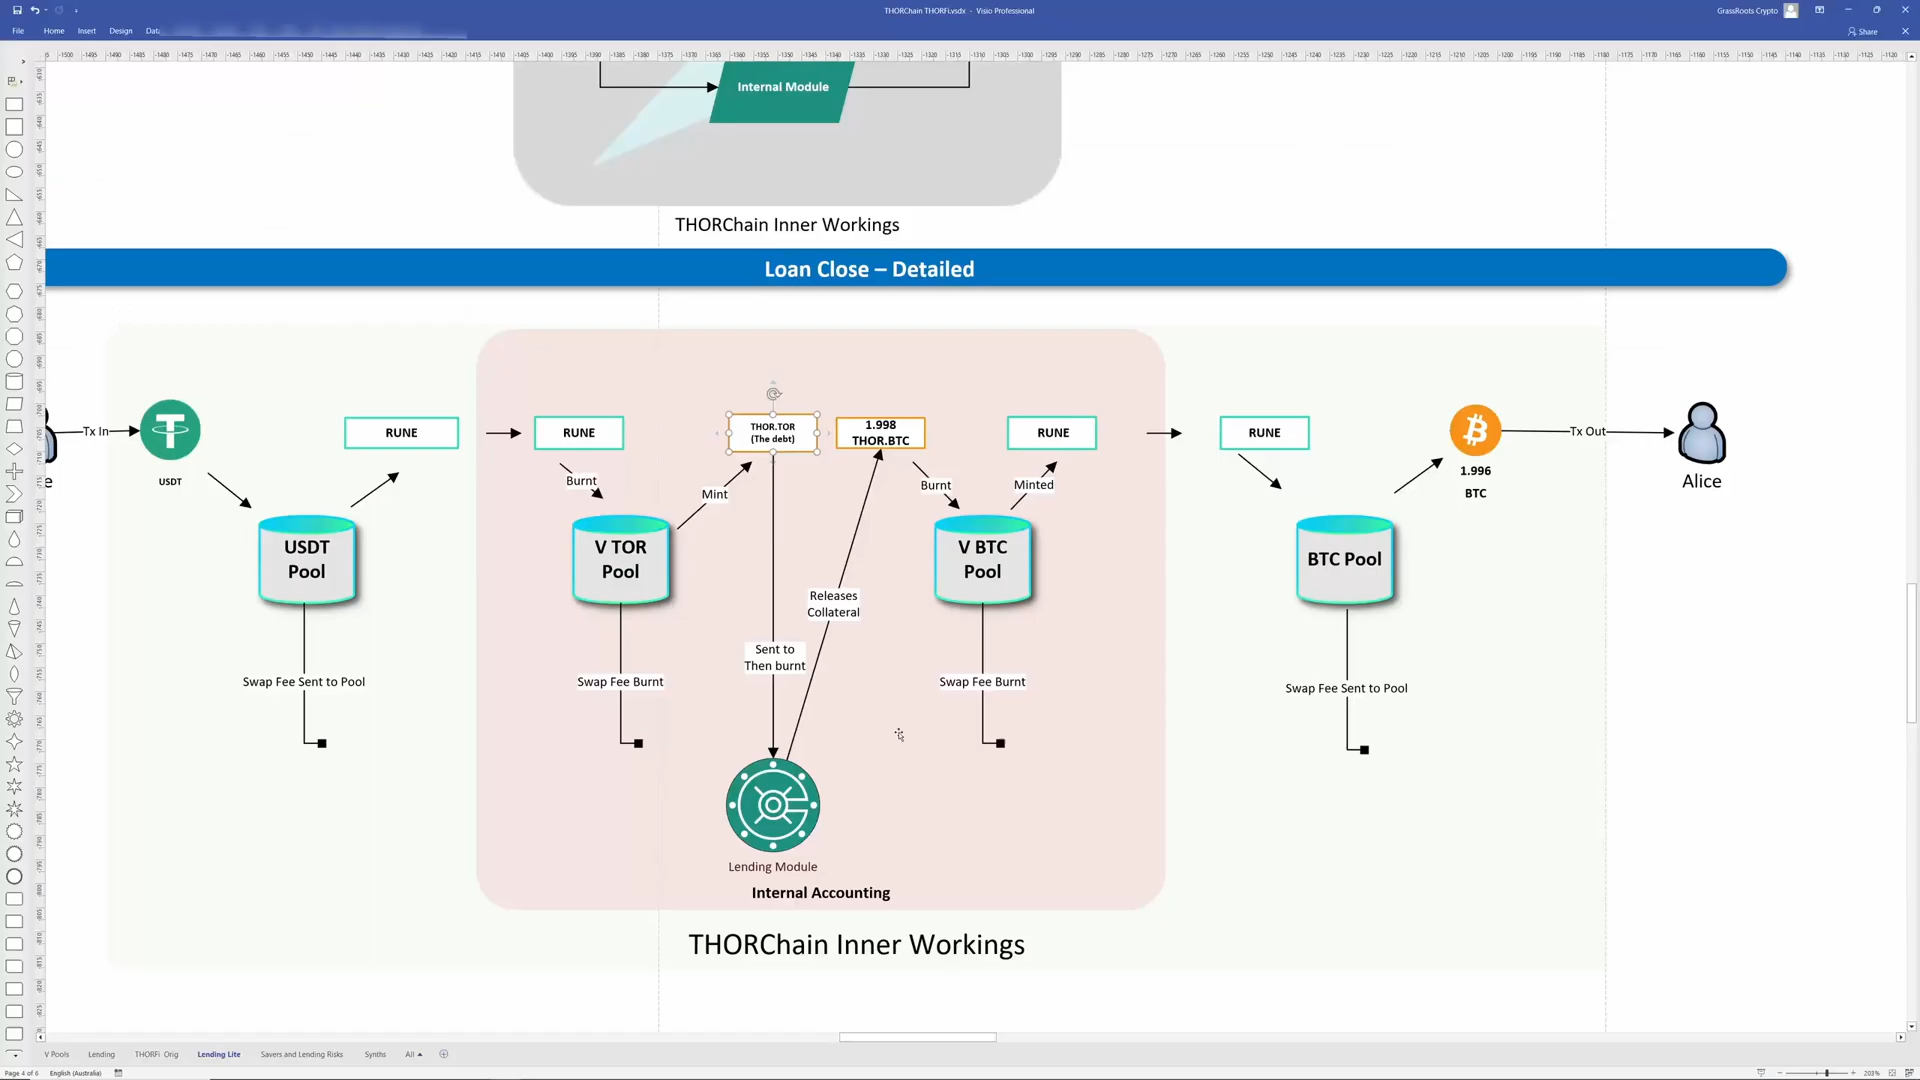 THORChain THORFi.vsdx - Visio Professional
GrassRoots Crypto
File
Home
Insert
Design
Data
Share
Internal Module
THORChain Inner Workings
Loan Close – Detailed
Tx In
USDT
RUNE
RUNE
Burnt
Mint
THOR.TOR
(The debt)
1.998
THOR.BTC
Burnt
Minted
RUNE
RUNE
1.996
BTC
Tx Out
Alice
USDT
Pool
V TOR
Pool
V BTC
Pool
BTC Pool
Releases
Collateral
Sent to
Then burnt
Swap Fee Sent to Pool
Swap Fee Burnt
Swap Fee Burnt
Swap Fee Sent to Pool
Lending Module
Internal Accounting
THORChain Inner Workings
V Pools
Lending
THORFi Orig
Lending Lite
Savers and Lending Risks
Synths
All
Page 4 of 6
English (Australia)
203%